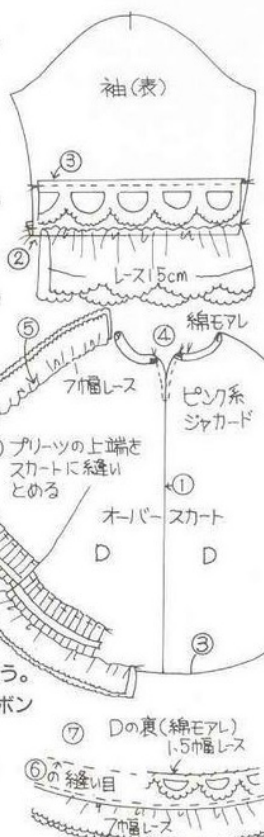 袖(表)
③
②
レース15cm
⑤
7巾幅レース
④
綿モアレ
ピンク系
ジャカード
プリーツの上端を
スカートに縫い
とめる
①
オーバースカート
D
D
③
う。
ボン
⑦ Dの裏(綿モアレ)
1.5巾幅レース
⑥の縫い目
7巾幅レース